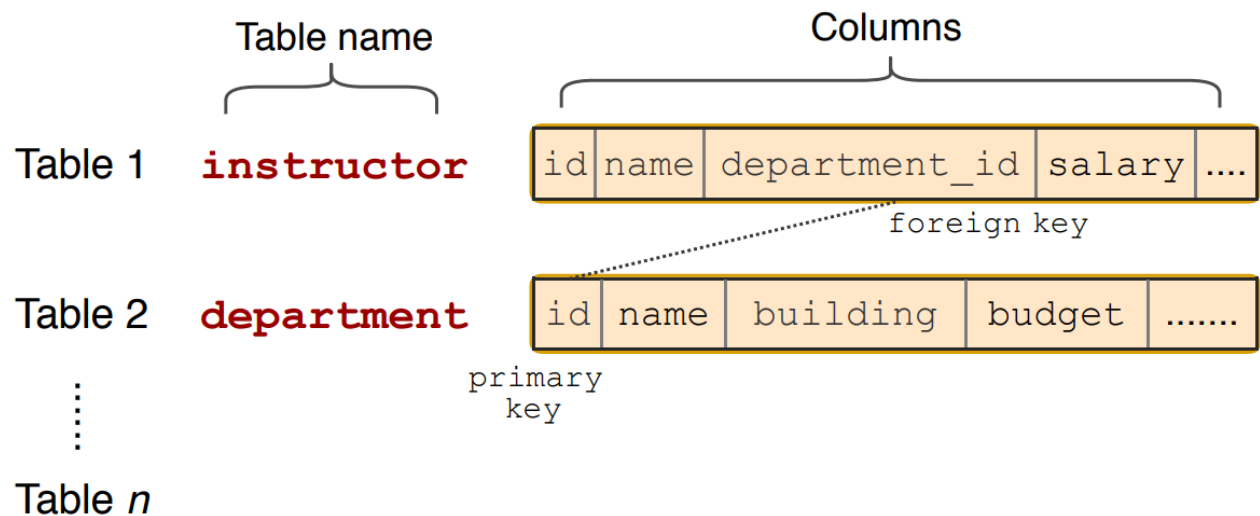 Table name
Columns
Table 1 instructor id name department_id salary ....
foreign key
Table 2 department id name building budget .......
primary
key
Table n